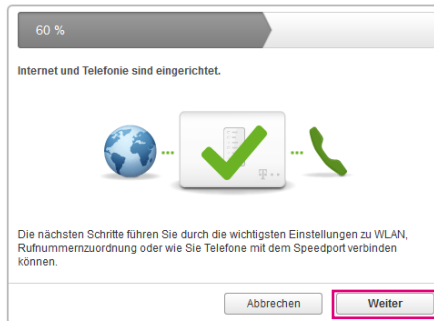 60 %
Internet und Telefonie sind eingerichtet.
Die nächsten Schritte führen Sie durch die wichtigsten Einstellungen zu WLAN,
Rufnummernzuordnung oder wie Sie Telefone mit dem Speedport verbinden
können.
Abbrechen
Weiter